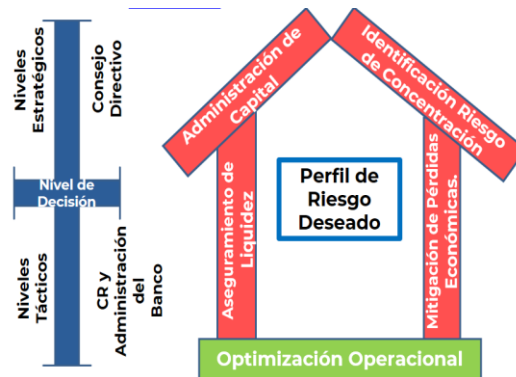 Niveles
Estratégicos
Consejo
Directivo
Nivel de
Decisión
Niveles
Tácticos
CR y
Administración
del
Banco
Administración de
Capital
Identificación Riesgo
de Concentración
Aseguramiento de
Liquidez
Perfil de
Riesgo
Deseado
Mitigación de Pérdidas
Económicas.
Optimización Operacional